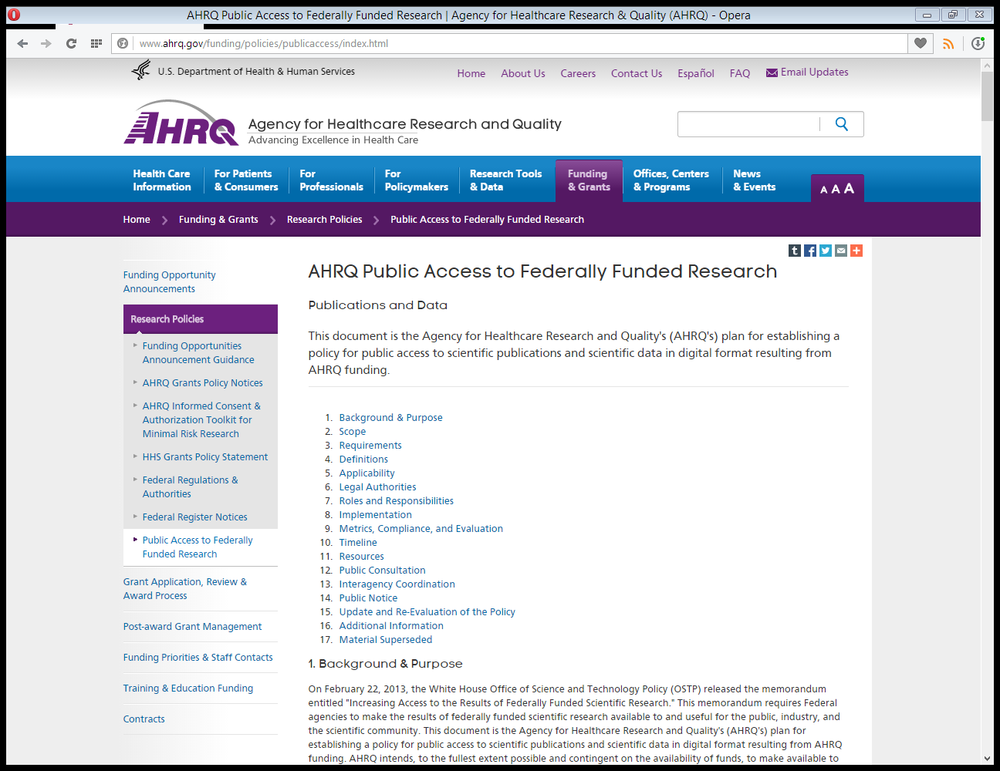 AHRQ Public Access to Federally Funded Research | Agency for Healthcare Research & Quality (AHRQ) - Opera
www.ahrq.gov/funding/policies/publicaccess/index.html
U.S. Department of Health & Human Services
Home About Us Careers Contact Us Español FAQ Email Updates
AHRQ
Agency for Healthcare Research and Quality
Advancing Excellence in Health Care
Health Care Information
For Patients & Consumers
For Professionals
For Policymakers
Research Tools & Data
Funding & Grants
Offices, Centers & Programs
News & Events
A A A
Home Funding & Grants Research Policies Public Access to Federally Funded Research
Funding Opportunity
Announcements
Research Policies
Funding Opportunities
Announcement Guidance
AHRQ Grants Policy Notices
AHRQ Informed Consent &
Authorization Toolkit for
Minimal Risk Research
HHS Grants Policy Statement
Federal Regulations &
Authorities
Federal Register Notices
Public Access to Federally
Funded Research
Grant Application, Review &
Award Process
Post-award Grant Management
Funding Priorities & Staff Contacts
Training & Education Funding
Contracts
AHRQ Public Access to Federally Funded Research
Publications and Data
This document is the Agency for Healthcare Research and Quality's (AHRQ's) plan for establishing a
policy for public access to scientific publications and scientific data in digital format resulting from
AHRQ funding.
1. Background & Purpose
2. Scope
3. Requirements
4. Definitions
5. Applicability
6. Legal Authorities
7. Roles and Responsibilities
8. Implementation
9. Metrics, Compliance, and Evaluation
10. Timeline
11. Resources
12. Public Consultation
13. Interagency Coordination
14. Public Notice
15. Update and Re-Evaluation of the Policy
16. Additional Information
17. Material Superseded
1. Background & Purpose
On February 22, 2013, the White House Office of Science and Technology Policy (OSTP) released the memorandum
entitled "Increasing Access to the Results of Federally Funded Scientific Research." This memorandum requires Federal
agencies to make the results of federally funded scientific research available to and useful for the public, industry, and
the scientific community. This document is the Agency for Healthcare Research and Quality's (AHRQ's) plan for
establishing a policy for public access to scientific publications and scientific data in digital format resulting from AHRQ
funding. AHRQ intends, to the fullest extent possible and contingent on the availability of funds, to make available to